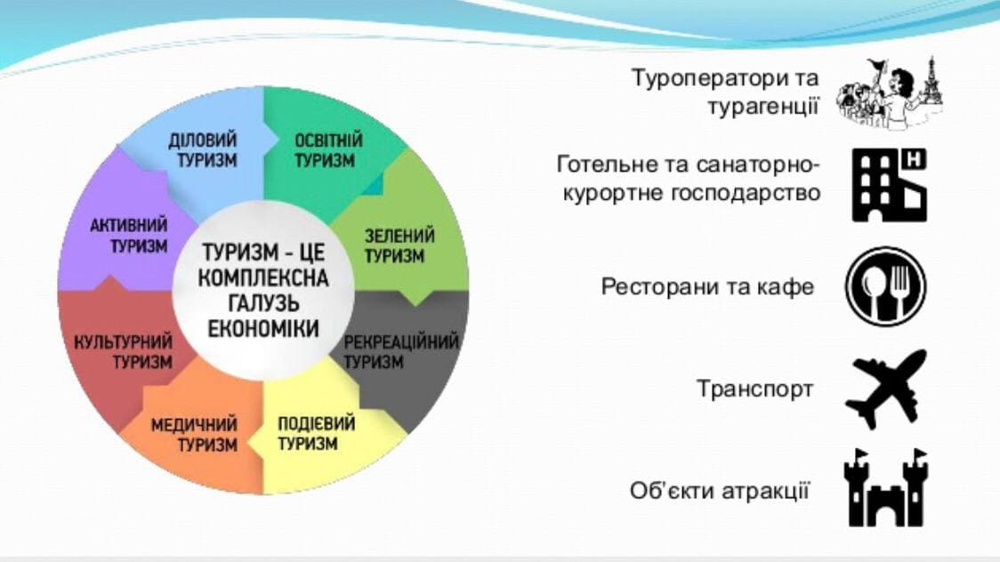 ДІЛОВИЙ
ТУРИЗМ
ОСВІТНІЙ
ТУРИЗМ
АКТИВНИЙ
ТУРИЗМ
ЗЕЛЕНИЙ
ТУРИЗМ
ТУРИЗМ - ЦЕ
КОМПЛЕКСНА
ГАЛУЗЬ
ЕКОНОМІКИ
КУЛЬТУРНИЙ
ТУРИЗМ
РЕКРЕАЦІЙНИЙ
ТУРИЗМ
МЕДИЧНИЙ
ТУРИЗМ
ПОДІЄВИЙ
ТУРИЗМ
Туроператори та
турагенції
Готельне та санаторно-
курортне господарство
H
Ресторани та кафе
Транспорт
Об'єкти атракції